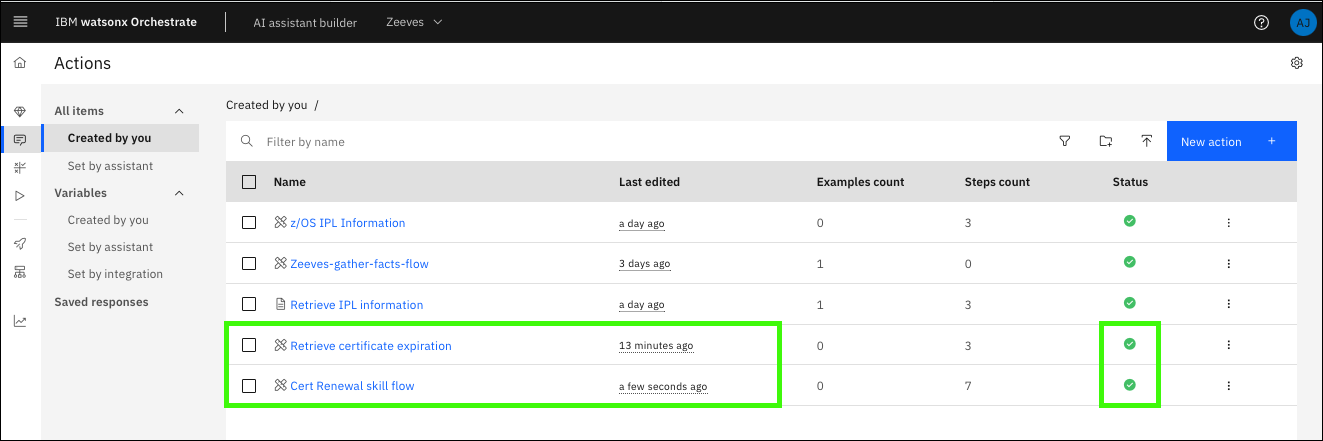 IBM watsonx Orchestrate AI assistant builder Zeeves AJ
Actions
All items
Created by you
Set by assistant
Variables
Created by you
Set by assistant
Set by integration
Saved responses
Created by you /
Filter by name New action +
Name Last edited Examples count Steps count Status
z/OS IPL Information a day ago 0 3
Zeeves-gather-facts-flow 3 days ago 1 0
Retrieve IPL information a day ago 1 3
Retrieve certificate expiration 13 minutes ago 0 3
Cert Renewal skill flow a few seconds ago 0 7